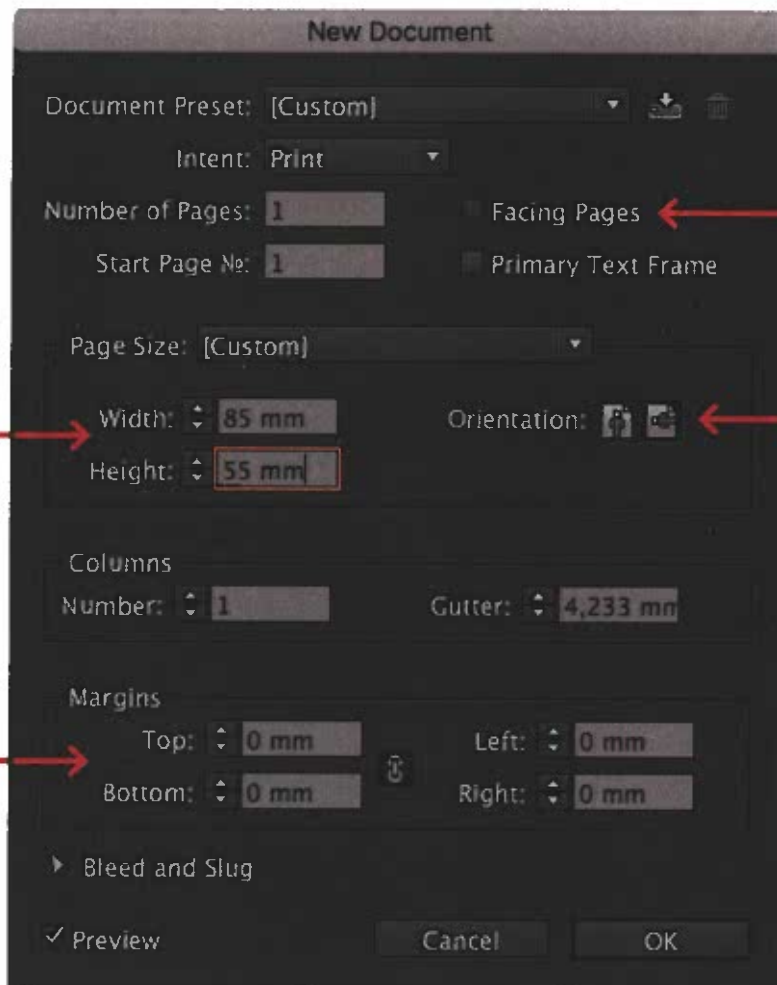 New Document
Document Preset: [Custom]
Intent: Print
Number of Pages: 1 Facing Pages
Start Page №: 1 Primary Text Frame
Page Size: [Custom]
Width: 85 mm Orientation:
Height: 55 mm
Columns
Number: 1 Gutter: 4,233 mm
Margins
Top: 0 mm Left: 0 mm
Bottom: 0 mm Right: 0 mm
Bleed and Slug
Preview Cancel OK